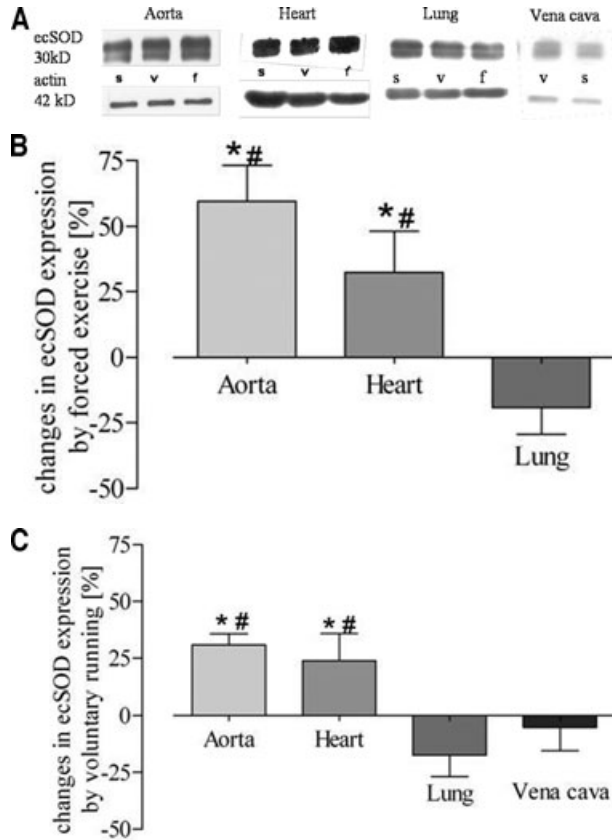 A
Aorta Heart Lung Vena cava
ecSOD
30kD
actin s v f s v f s v f v s
42 kD
B
changes in ecSOD expression
by forced exercise [%]
75
50
25
0
-25
-50
*# *#
Aorta Heart Lung
C
changes in ecSOD expression
by voluntary running [%]
75
50
25
0
-25
-50
*# *#
Aorta Heart Lung Vena cava